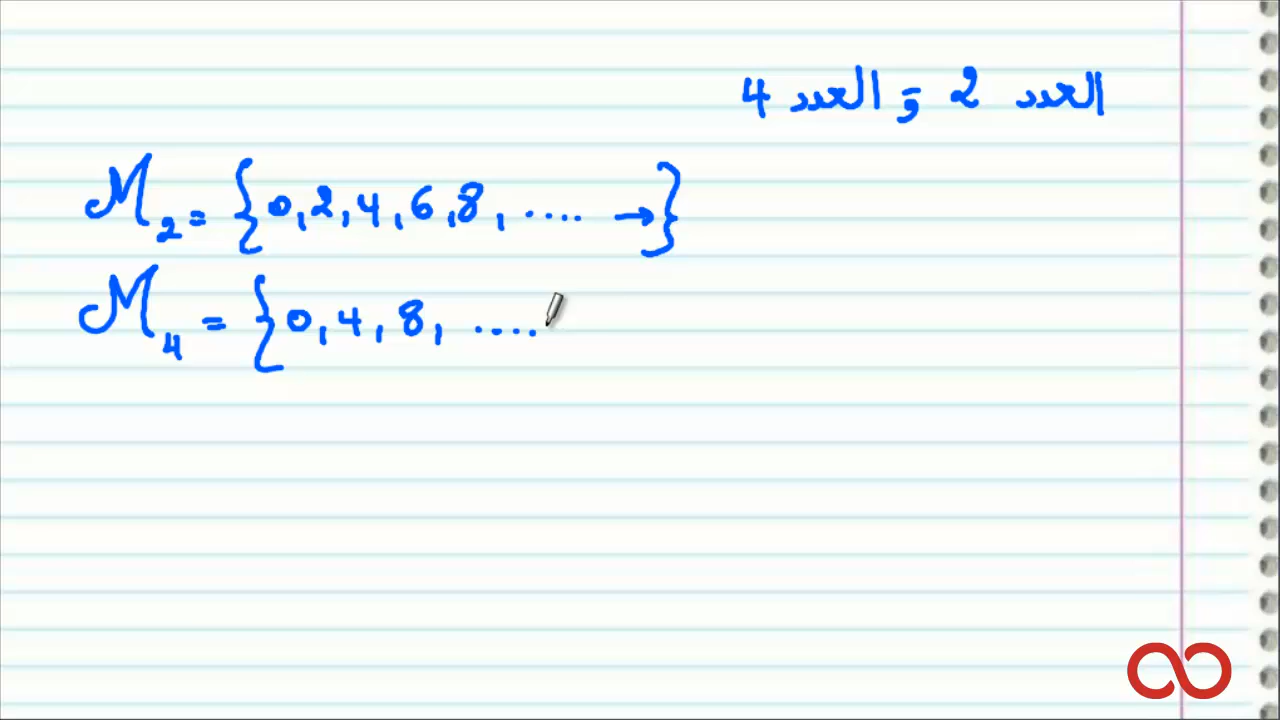 العدد 2 و العدد 4
M₂ = {0, 2, 4, 6, 8, .... →}
M₄ = {0, 4, 8, ....